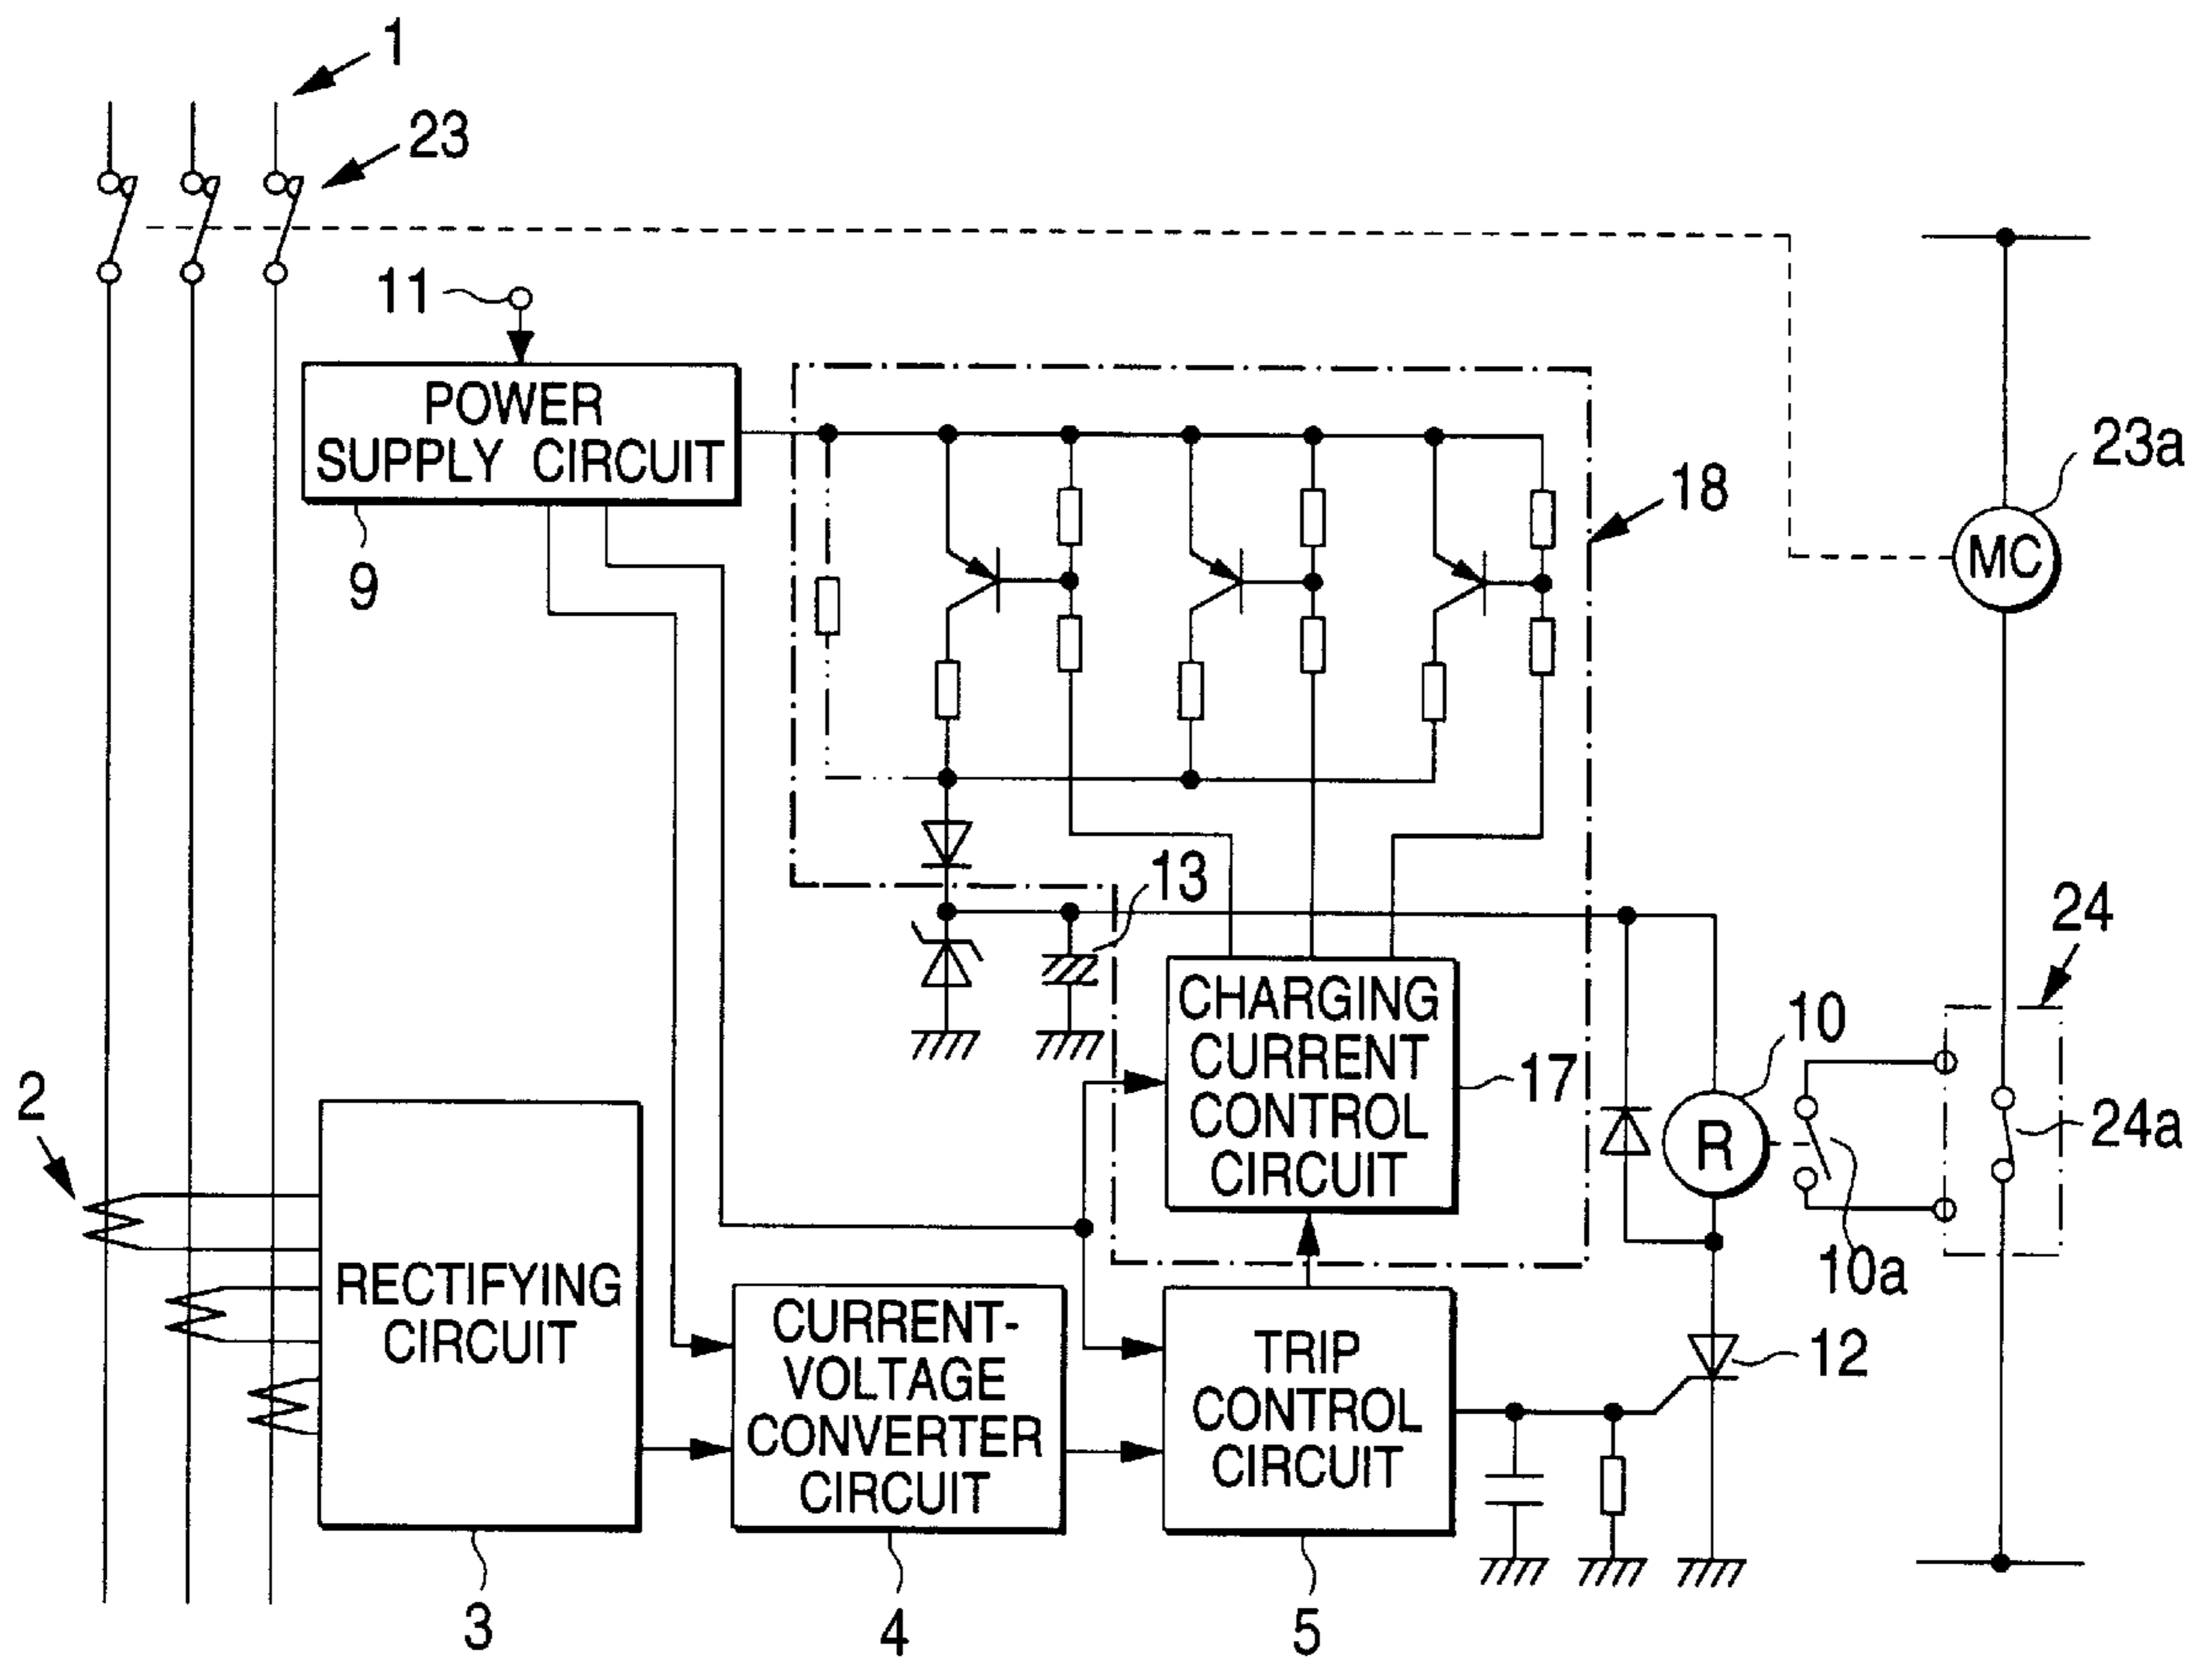 1
23
11
POWER
SUPPLY CIRCUIT
9
18
23a
MC
13
24
CHARGING
CURRENT
CONTROL
CIRCUIT
17
10
R
24a
10a
2
RECTIFYING
CIRCUIT
3
CURRENT-
VOLTAGE
CONVERTER
CIRCUIT
4
TRIP
CONTROL
CIRCUIT
5
12